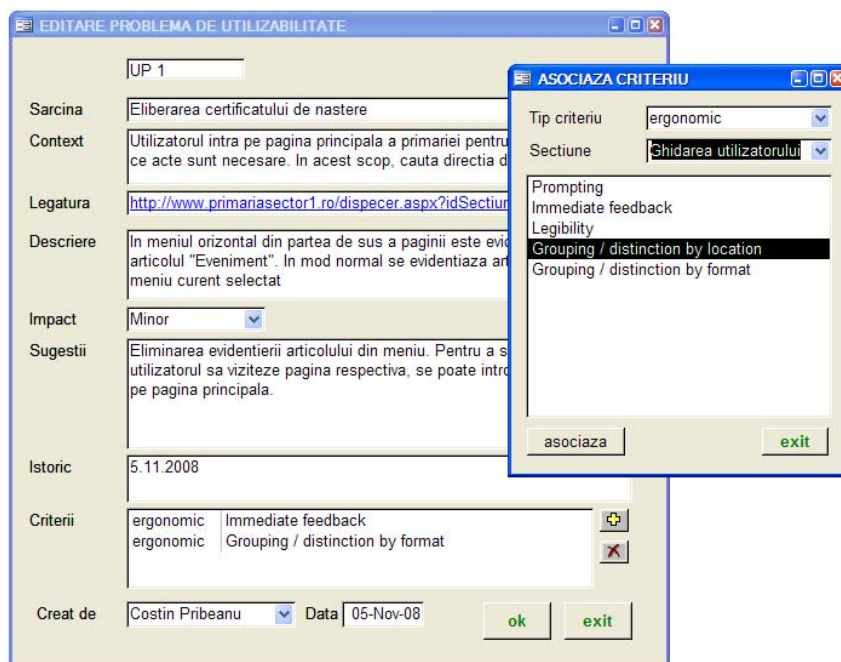 EDITARE PROBLEMA DE UTILIZABILITATE
UP 1
Sarcina
Eliberarea certificatului de nastere
Context
Utilizatorul intra pe pagina principala a primariei pentru
ce acte sunt necesare. In acest scop, cauta directia d
Legatura
http://www.primariasector1.ro/dispecer.aspx?idSectiun
Descriere
In meniul orizontal din partea de sus a paginii este evi
articolul "Eveniment". In mod normal se evidentiaza art
meniu curent selectat
Impact
Minor
Sugestii
Eliminarea evidentierii articolului din meniu. Pentru a s
utilizatorul sa viziteze pagina respectiva, se poate intro
pe pagina principala.
Istoric
5.11.2008
Criterii
ergonomic Immediate feedback
ergonomic Grouping / distinction by format
Creat de
Costin Pribeanu
Data
05-Nov-08
ok
exit
ASOCIAZA CRITERIU
Tip criteriu
ergonomic
Sectiune
Ghidarea utilizatorului
Prompting
Immediate feedback
Legibility
Grouping / distinction by location
Grouping / distinction by format
asociaza
exit